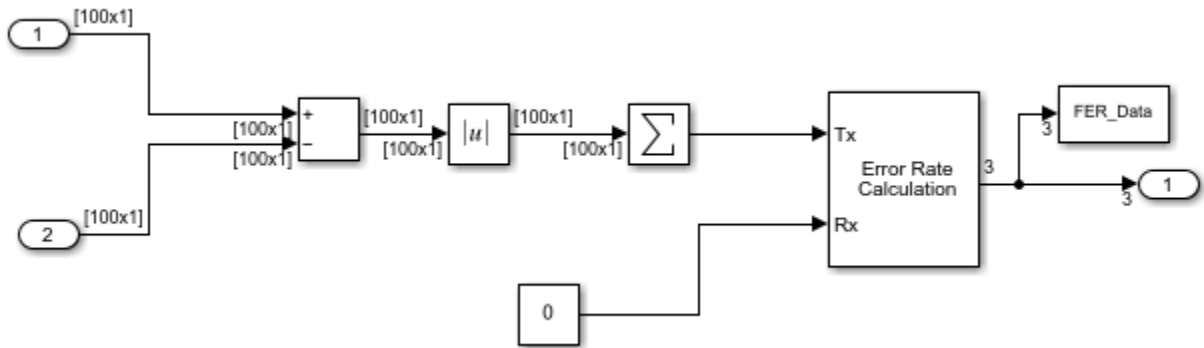 [100x1]
1
+
[100x1]
−
[100x1]
[100x1]
[100x1]
|u|
[100x1]
[100x1]
∑
Tx
Error Rate
Calculation
Rx
3
3
FER_Data
3
1
[100x1]
2
0